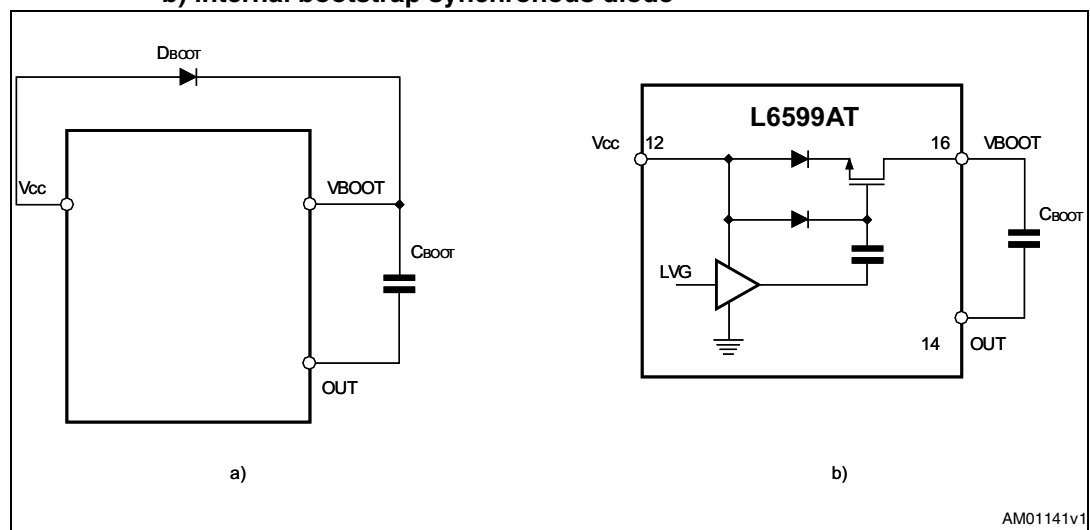 b) Internal bootstrap synchronous diode
DBOOT
Vcc
VBOOT
CBOOT
OUT
a)
L6599AT
Vcc 12
16 VBOOT
CBOOT
LVG
14 OUT
b)
AM01141v1